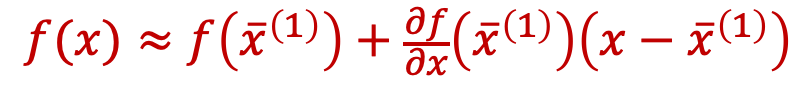 f(x) ≈ f(x̄⁽¹⁾) + ∂f/∂x(x̄⁽¹⁾)(x − x̄⁽¹⁾)